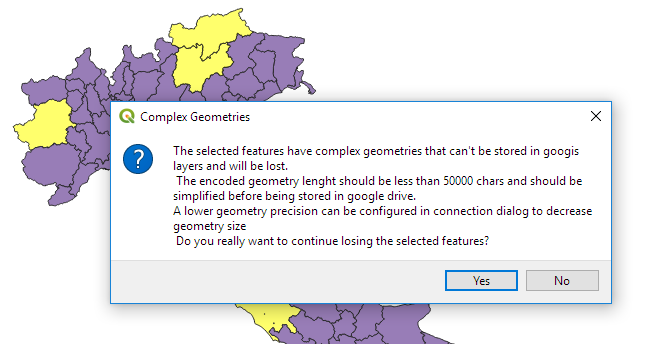 Complex Geometries
The selected features have complex geometries that can't be stored in googis
layers and will be lost.
The encoded geometry lenght should be less than 50000 chars and should be
simplified before being stored in google drive.
A lower geometry precision can be configured in connection dialog to decrease
geometry size
Do you really want to continue losing the selected features?
Yes
No